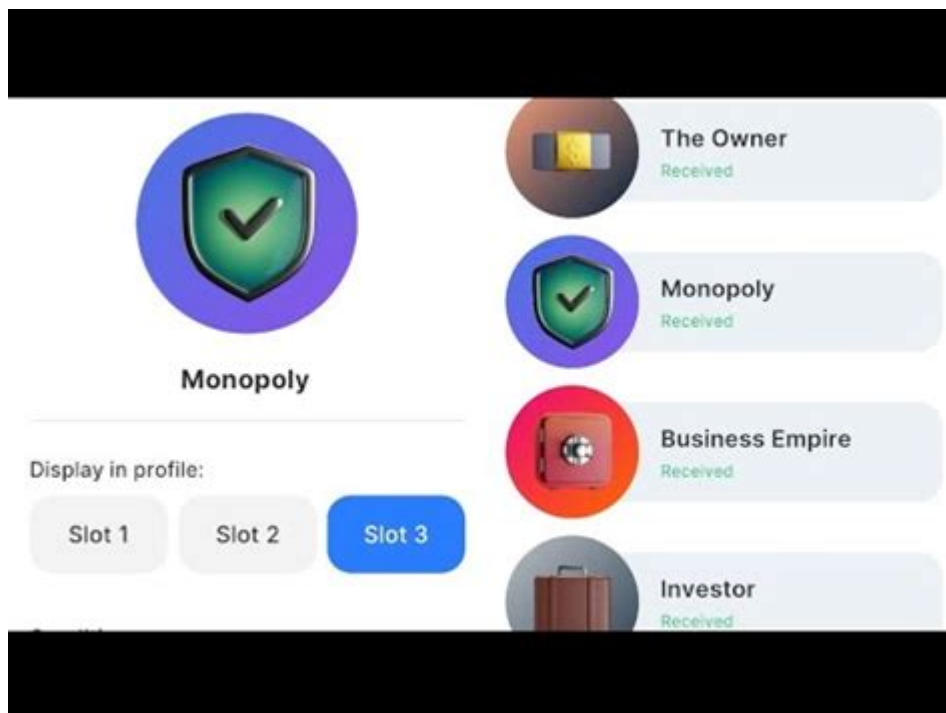 Monopoly
Display in profile:
Slot 1
Slot 2
Slot 3
The Owner
Received
Monopoly
Received
Business Empire
Received
Investor
Received